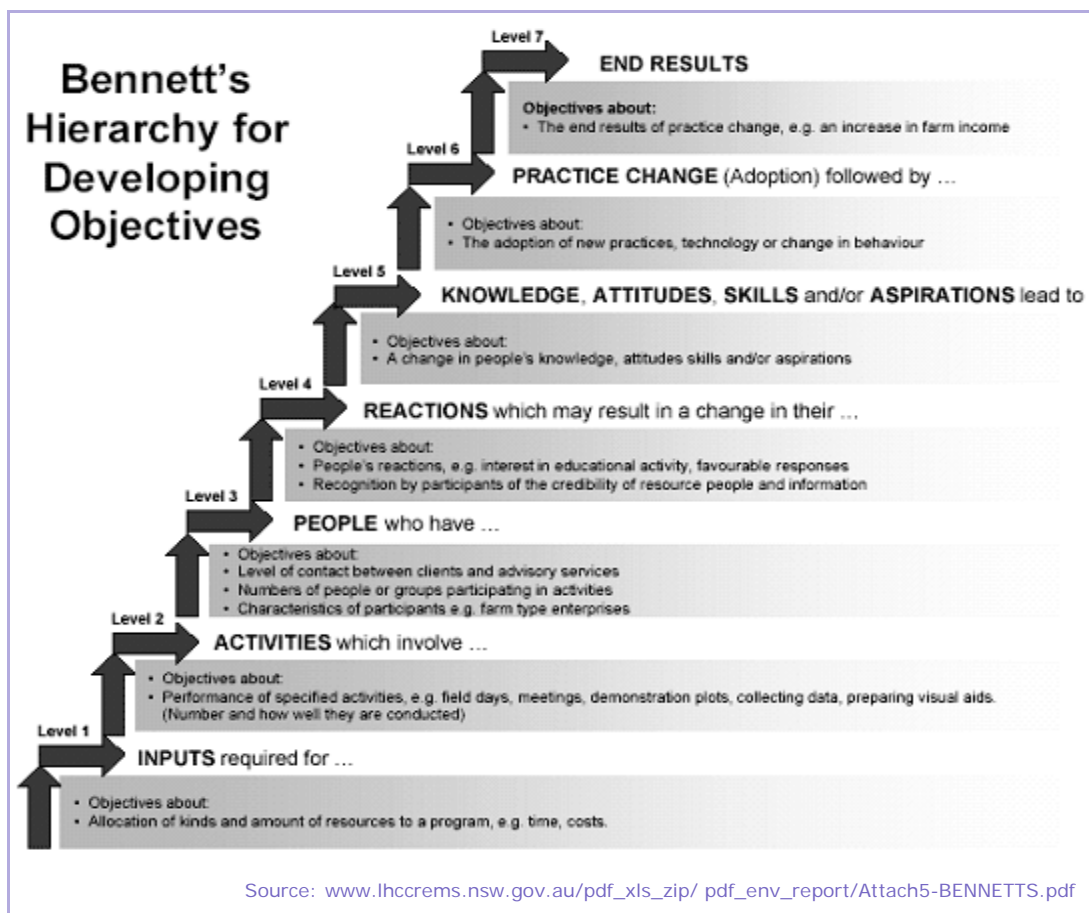 Bennett's
Hierarchy for
Developing
Objectives
Level 7
END RESULTS
Objectives about:
• The end results of practice change, e.g. an increase in farm income
Level 6
PRACTICE CHANGE (Adoption) followed by ...
• Objectives about:
• The adoption of new practices, technology or change in behaviour
Level 5
KNOWLEDGE, ATTITUDES, SKILLS and/or ASPIRATIONS lead to
• Objectives about:
• A change in people's knowledge, attitudes skills and/or aspirations
Level 4
REACTIONS which may result in a change in their ...
• Objectives about:
• People's reactions, e.g. interest in educational activity, favourable responses
• Recognition by participants of the credibility of resource people and information
Level 3
PEOPLE who have ...
• Objectives about:
• Level of contact between clients and advisory services
• Numbers of people or groups participating in activities
• Characteristics of participants e.g. farm type enterprises
Level 2
ACTIVITIES which involve ...
• Objectives about:
• Performance of specified activities, e.g. field days, meetings, demonstration plots, collecting data, preparing visual aids.
(Number and how well they are conducted)
Level 1
INPUTS required for ...
• Objectives about:
• Allocation of kinds and amount of resources to a program, e.g. time, costs.
Source: www.lhccrems.nsw.gov.au/pdf_xls_zip/ pdf_env_report/Attach5-BENNETTS.pdf